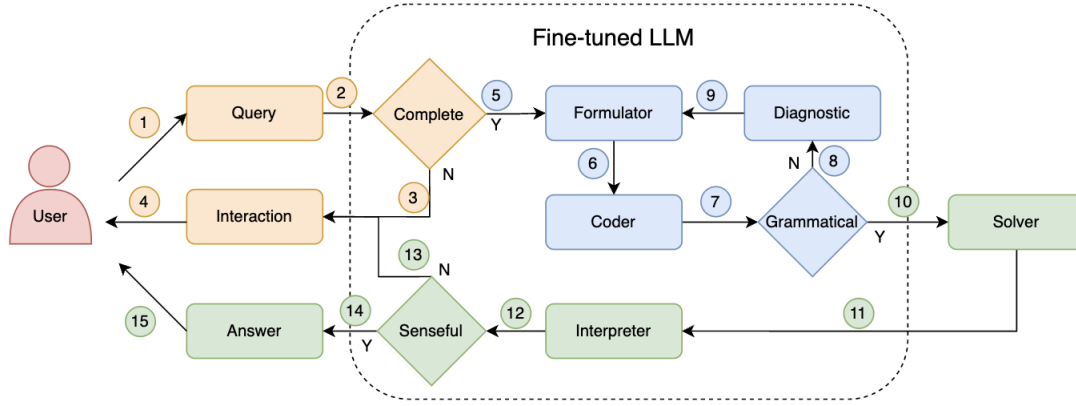 Fine-tuned LLM
2
5
9
Query
Complete
Formulator
Diagnostic
1
Y
N
6
N
8
4
3
10
User
Interaction
Coder
7
Grammatical
Y
Solver
13
N
15
Answer
14
Y
Senseful
12
Interpreter
11